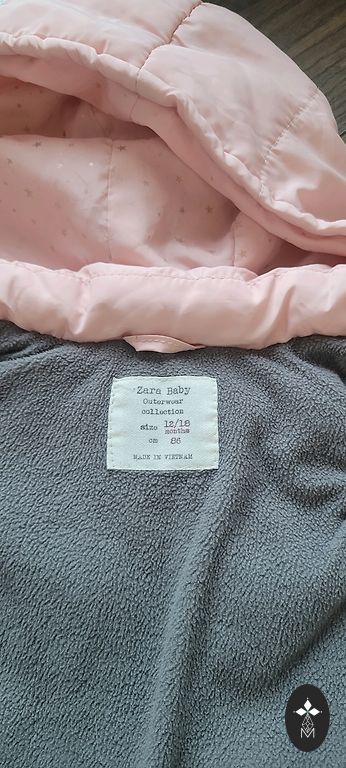 Zara Baby
Outerwear
collection
size 12/18
months
cm 86
MADE IN VIETNAM